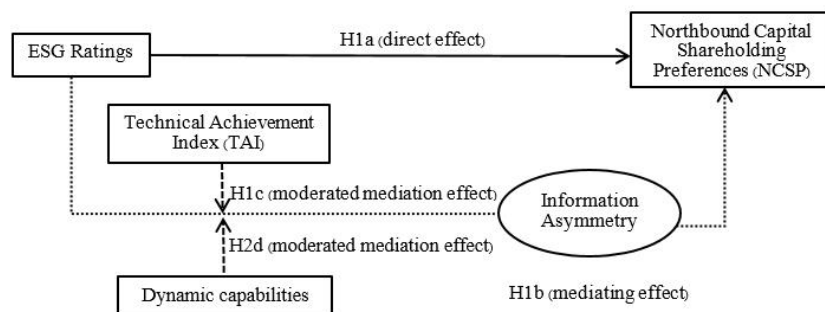 ESG Ratings
H1a (direct effect)
Northbound Capital
Shareholding
Preferences (NCSP)
Technical Achievement
Index (TAI)
H1c (moderated mediation effect)
Information
Asymmetry
H2d (moderated mediation effect)
Dynamic capabilities
H1b (mediating effect)